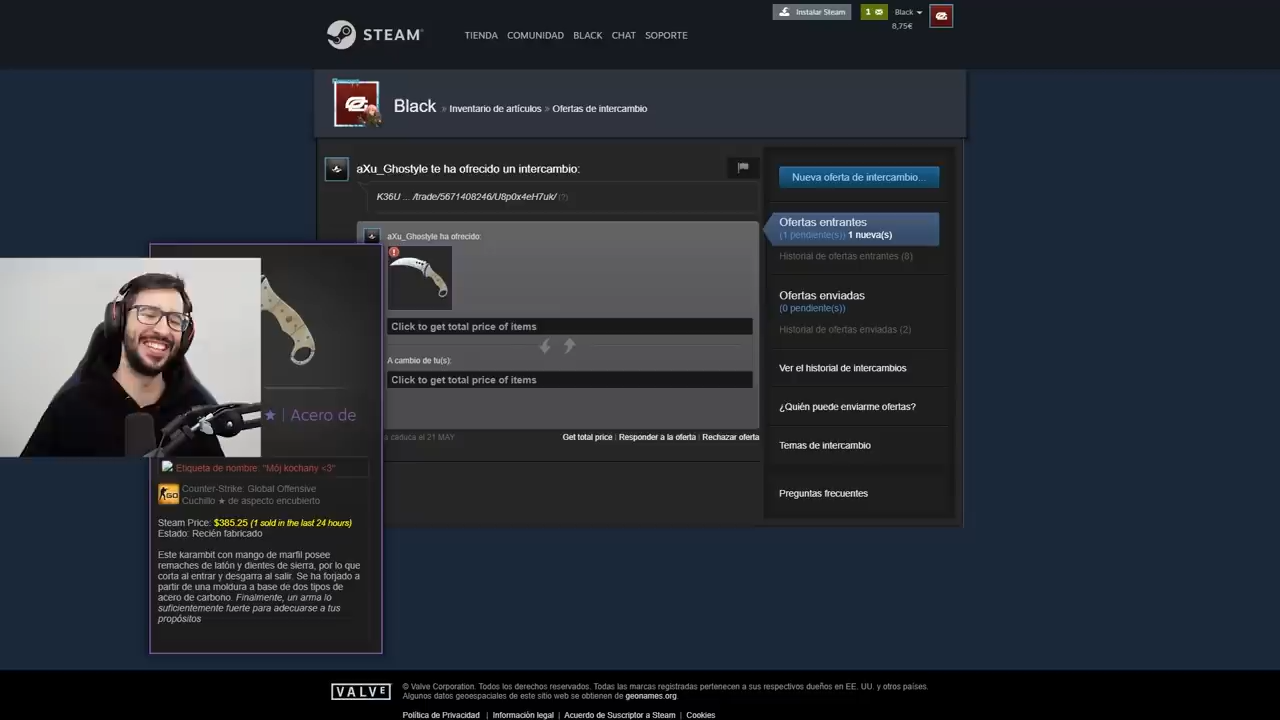 STEAM
TIENDA COMUNIDAD BLACK CHAT SOPORTE
Instalar Steam
1
Black
8,75€
Black » Inventario de artículos » Ofertas de intercambio
aXu_Ghostyle te ha ofrecido un intercambio:
K36U ... /trade/5671408246/U8p0x4eH7uk/ (?)
aXu_Ghostyle ha ofrecido:
Click to get total price of items
A cambio de tu(s):
Click to get total price of items
a caduca el 21 MAY
Get total price | Responder a la oferta | Rechazar oferta
Nueva oferta de intercambio...
Ofertas entrantes
(1 pendiente(s)) 1 nueva(s)
Historial de ofertas entrantes (8)
Ofertas enviadas
(0 pendiente(s))
Historial de ofertas enviadas (2)
Ver el historial de intercambios
¿Quién puede enviarme ofertas?
Temas de intercambio
Preguntas frecuentes
★ | Acero de
Etiqueta de nombre: "Mój kochany <3"
GO
Counter-Strike: Global Offensive
Cuchillo ★ de aspecto encubierto
Steam Price: $385.25 (1 sold in the last 24 hours)
Estado: Recién fabricado
Este karambit con mango de marfil posee
remaches de latón y dientes de sierra, por lo que
corta al entrar y desgarra al salir. Se ha forjado a
partir de una moldura a base de dos tipos de
acero de carbono. Finalmente, un arma lo
suficientemente fuerte para adecuarse a tus
propósitos
VALVE
© Valve Corporation. Todos los derechos reservados. Todas las marcas registradas pertenecen a sus respectivos dueños en EE. UU. y otros países.
Algunos datos geoespaciales de este sitio web se obtienen de geonames.org.
Política de Privacidad | Información legal | Acuerdo de Suscriptor a Steam | Cookies